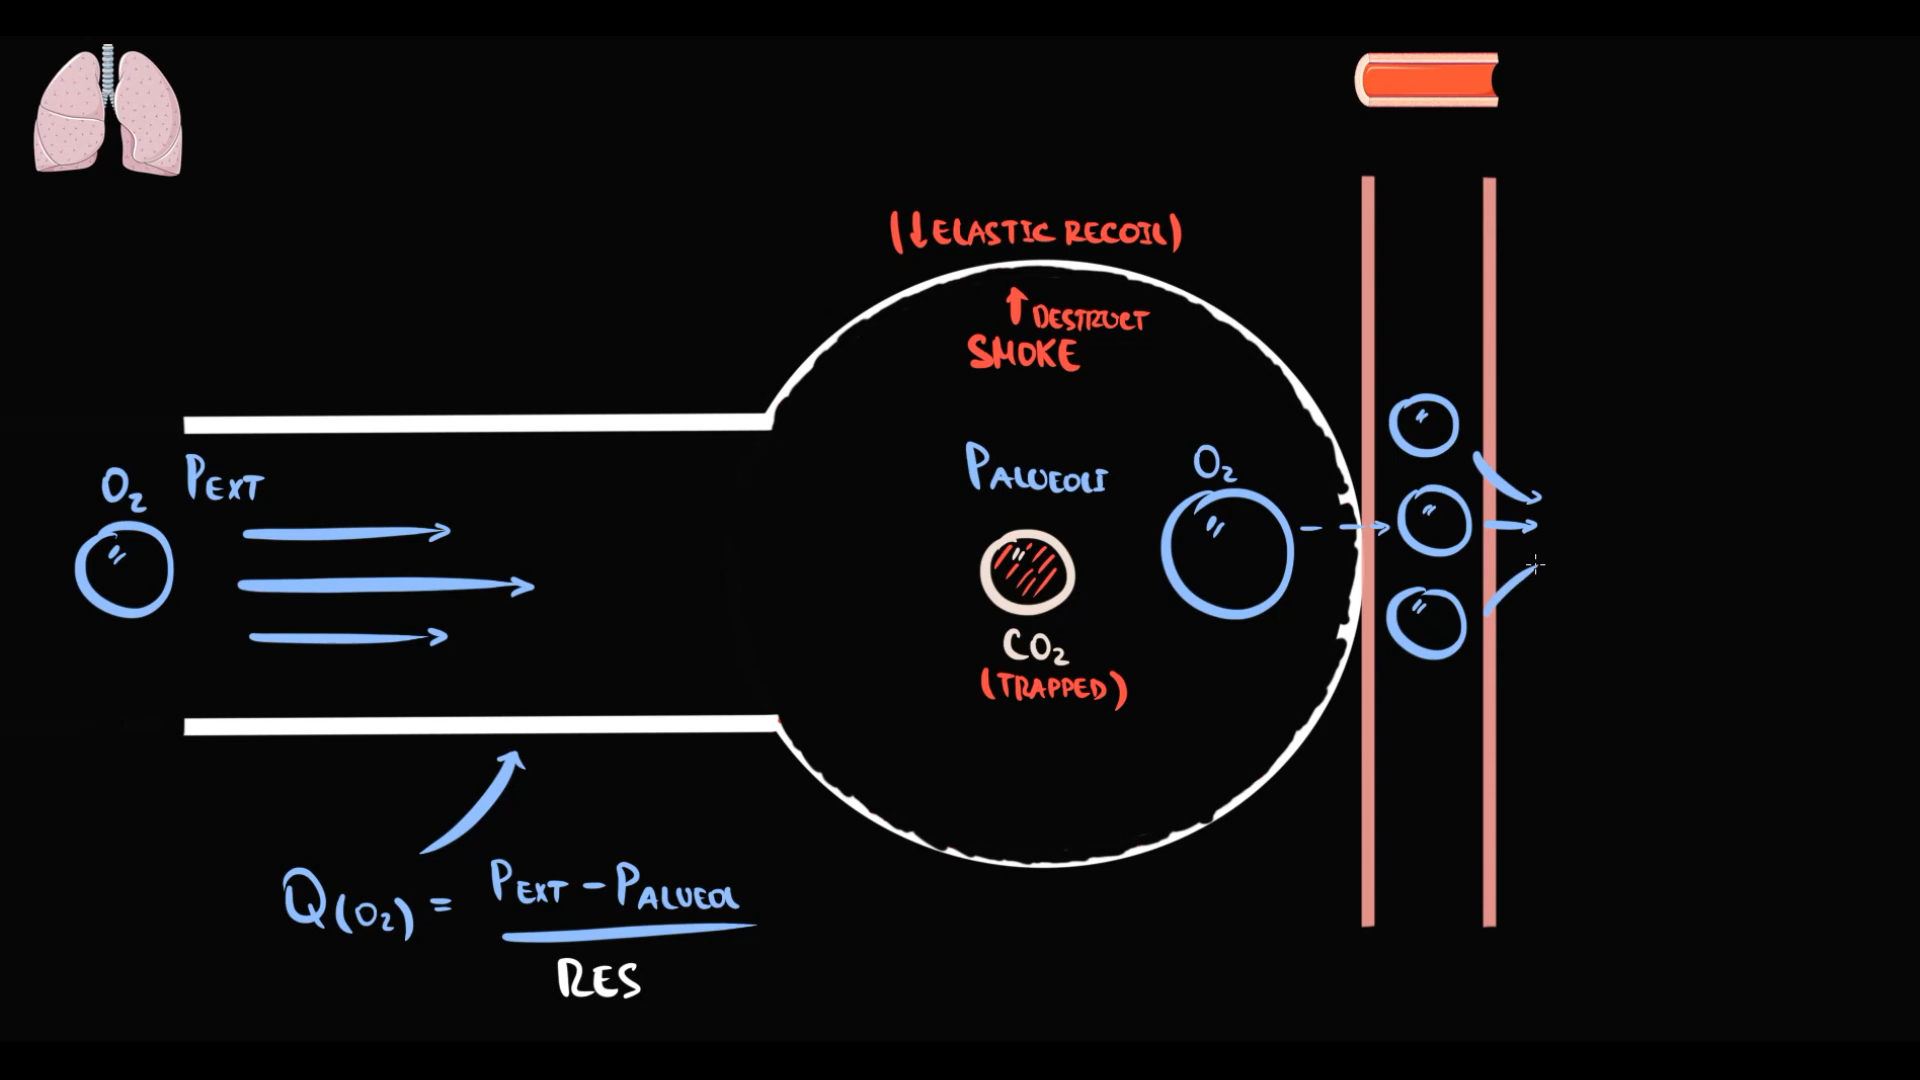 (↓ELASTIC RECOIL)
↑ DESTRUCT
SMOKE
O₂
PEXT
PALVEOLI
O₂
CO₂
(TRAPPED)
Q(O₂) = PEXT - PALVEOL
RES